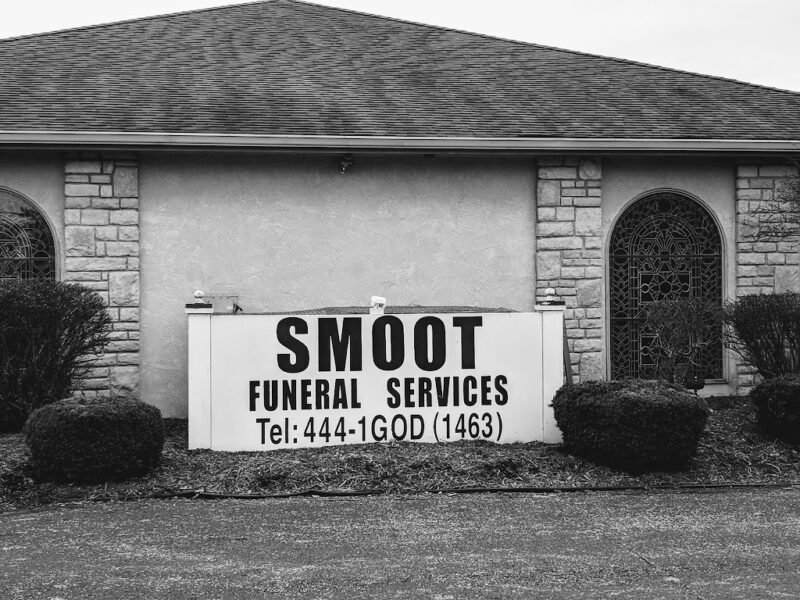 SMOOT
FUNERAL SERVICES
Tel: 444-1GOD (1463)